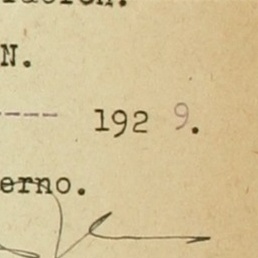 N.
---- 192 9.
erno.